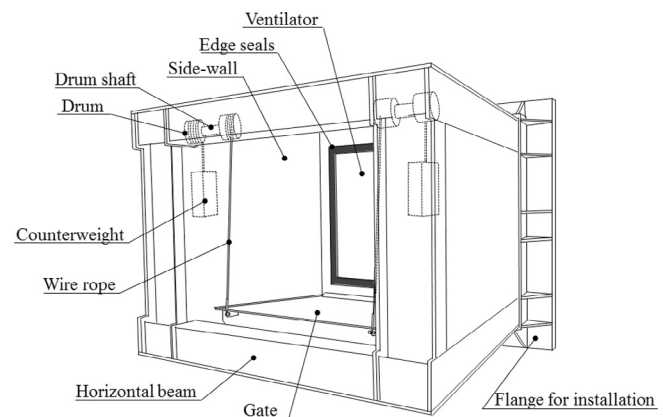 Ventilator
Edge seals
Side-wall
Drum shaft
Drum
Counterweight
Wire rope
Horizontal beam
Gate
Flange for installation